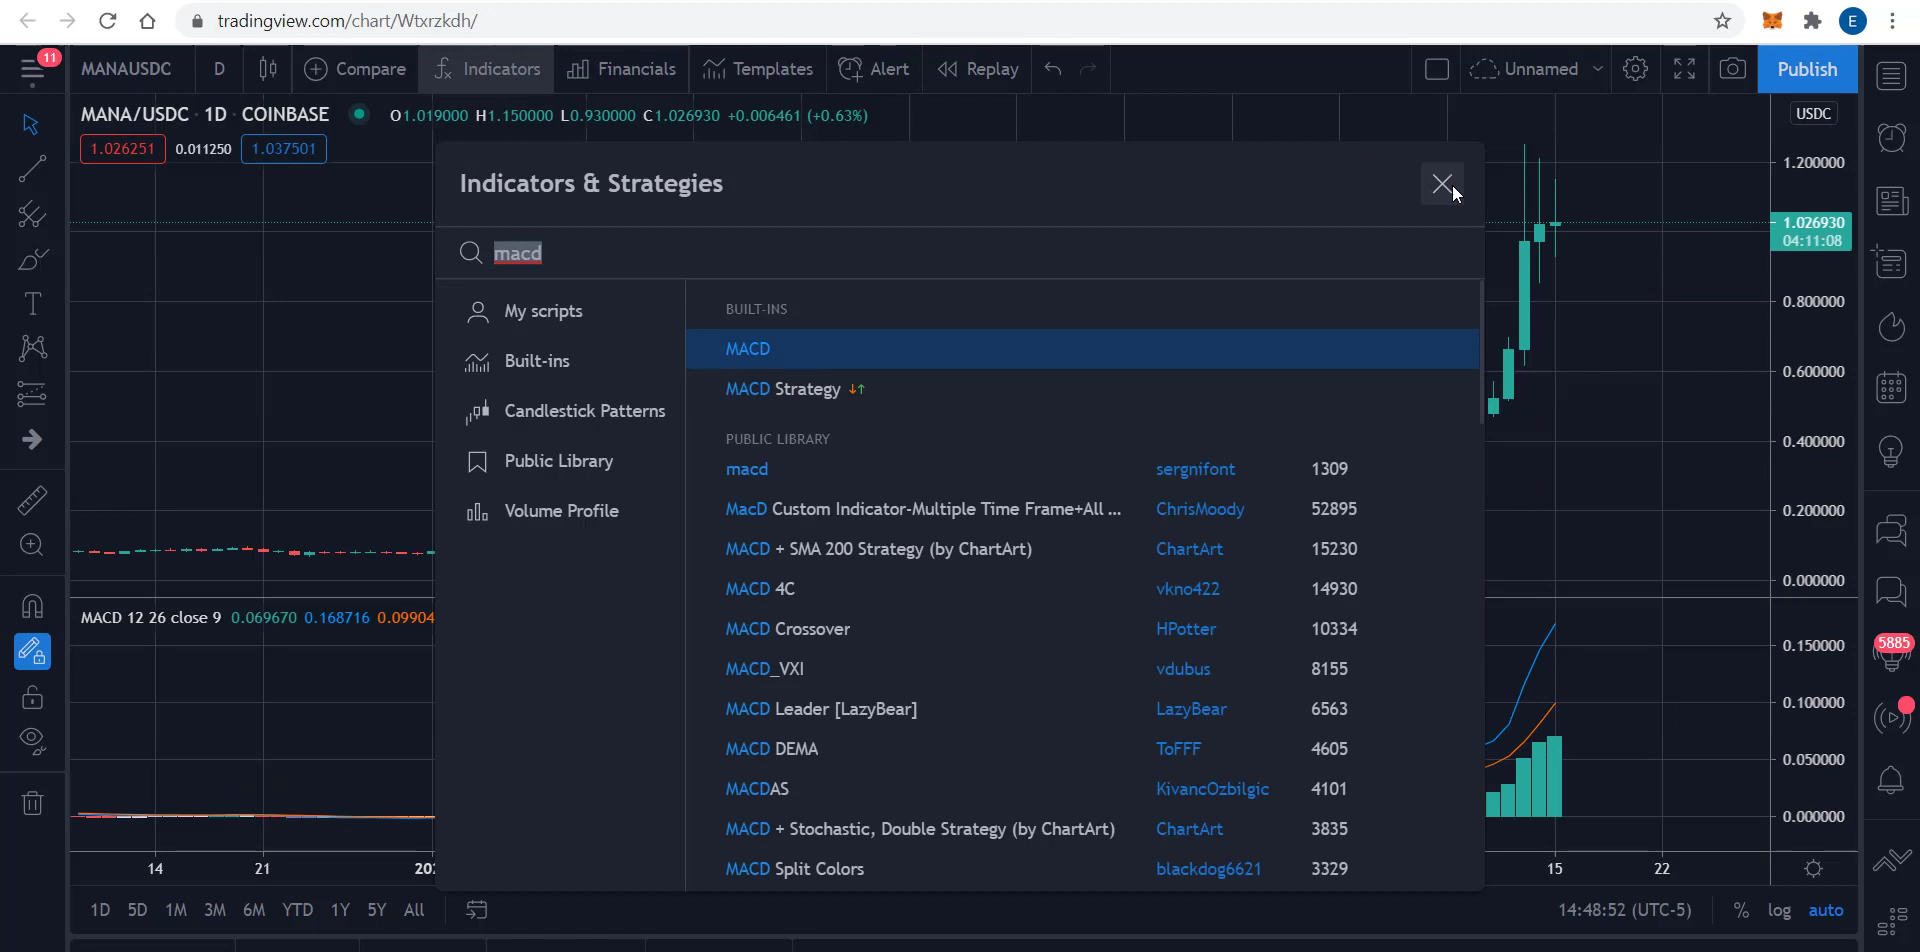 tradingview.com/chart/Wtxrzkdh/
E
11
MANAUSDC
D
Compare
Indicators
Financials
Templates
Alert
Replay
Unnamed
Publish
MANA/USDC · 1D · COINBASE
O1.019000 H1.150000 L0.930000 C1.026930 +0.006461 (+0.63%)
USDC
1.026251
0.011250
1.037501
Indicators & Strategies
macd
My scripts
Built-ins
Candlestick Patterns
Public Library
Volume Profile
BUILT-INS
MACD
MACD Strategy
PUBLIC LIBRARY
macd sergnifont 1309
MacD Custom Indicator-Multiple Time Frame+All ... ChrisMoody 52895
MACD + SMA 200 Strategy (by ChartArt) ChartArt 15230
MACD 4C vkno422 14930
MACD Crossover HPotter 10334
MACD_VXI vdubus 8155
MACD Leader [LazyBear] LazyBear 6563
MACD DEMA ToFFF 4605
MACDAS KivancOzbilgic 4101
MACD + Stochastic, Double Strategy (by ChartArt) ChartArt 3835
MACD Split Colors blackdog6621 3329
1.200000
1.026930
04:11:08
0.800000
0.600000
0.400000
0.200000
0.000000
MACD 12 26 close 9 0.069670 0.168716 0.09904
0.150000
0.100000
0.050000
0.000000
5885
14
21
202
15
22
1D
5D
1M
3M
6M
YTD
1Y
5Y
All
14:48:52 (UTC-5)
%
log
auto